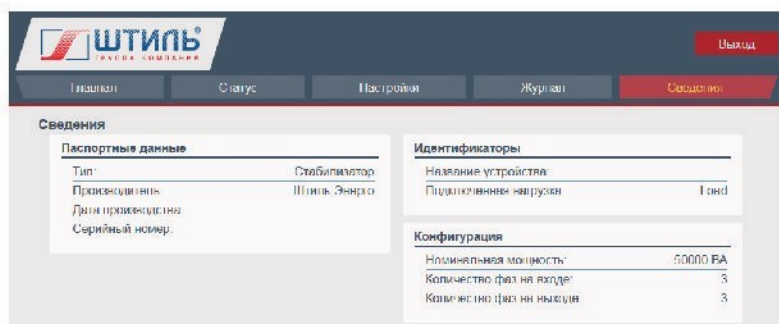 ШТИЛЬ®
ГРУППА КОМПАНИЙ
Выход
Главная
Статус
Настройки
Журнал
Сведения
Сведения
Паспортные данные
Тип: Стабилизатор
Производитель: Штиль Энерго
Дата производства:
Серийный номер:
Идентификаторы
Название устройства:
Подключенная нагрузка: Load
Конфигурация
Номинальная мощность: 50000 ВА
Количество фаз на входе: 3
Количество фаз на выходе: 3